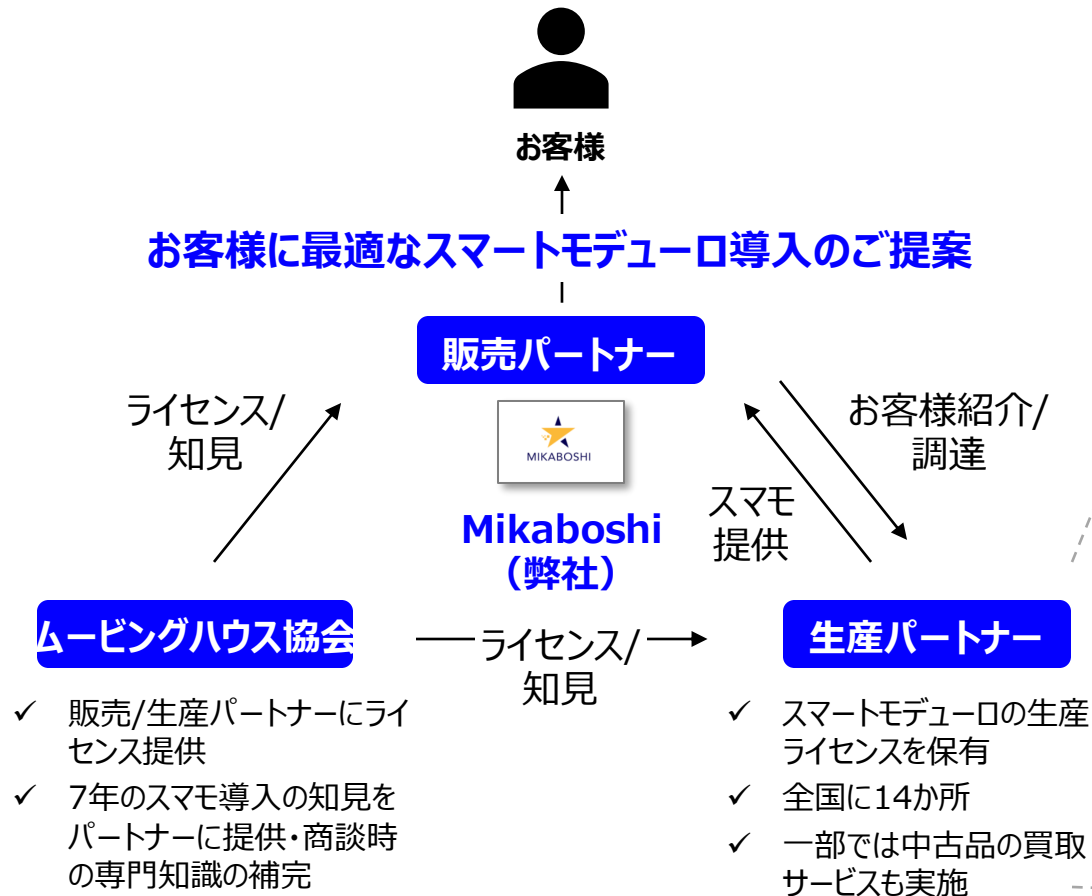 お客様
お客様に最適なスマートモデューロ導入のご提案
販売パートナー
ライセンス/
知見
MIKABOSHI
お客様紹介/
調達
スマモ
提供
Mikaboshi
（弊社）
ムービングハウス協会
ライセンス/
知見
生産パートナー
✓ 販売/生産パートナーにライ
センス提供
✓ 7年のスマモ導入の知見を
パートナーに提供・商談時
の専門知識の補完
✓ スマートモデューロの生産
ライセンスを保有
✓ 全国に14か所
✓ 一部では中古品の買取
サービスも実施